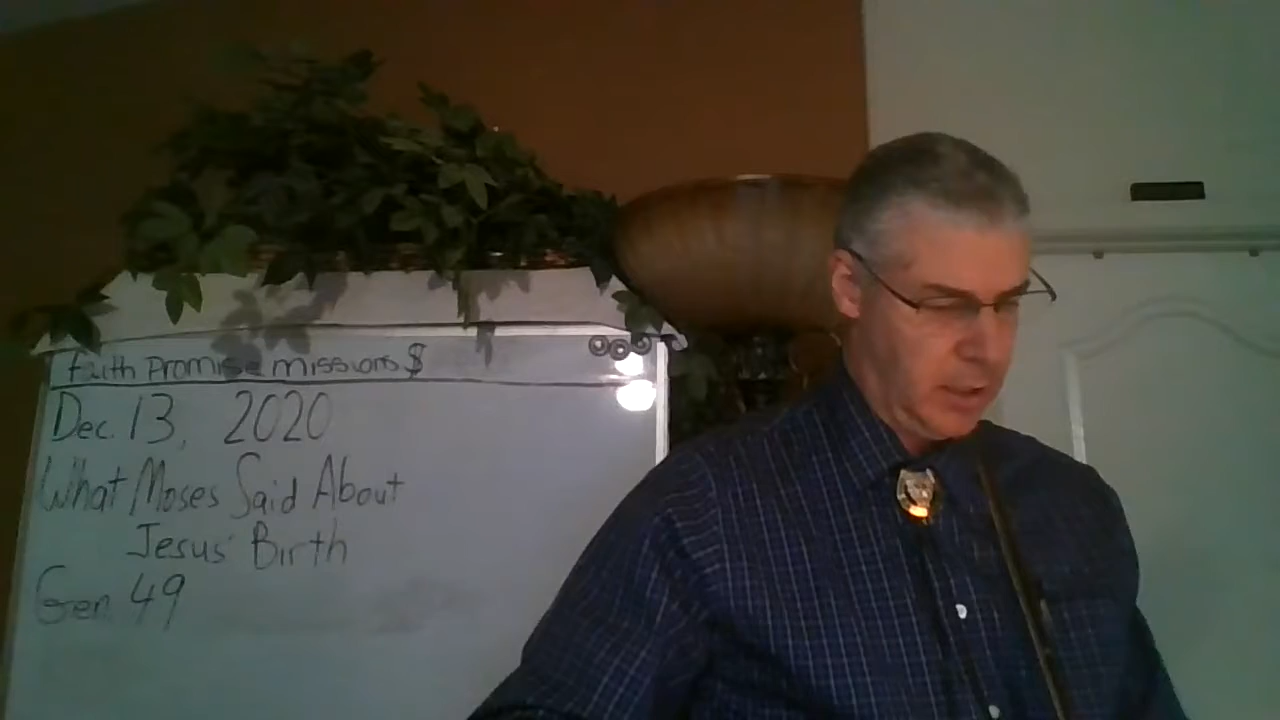 Faith Promise missions $
Dec. 13, 2020
What Moses Said About
Jesus' Birth
Gen. 49